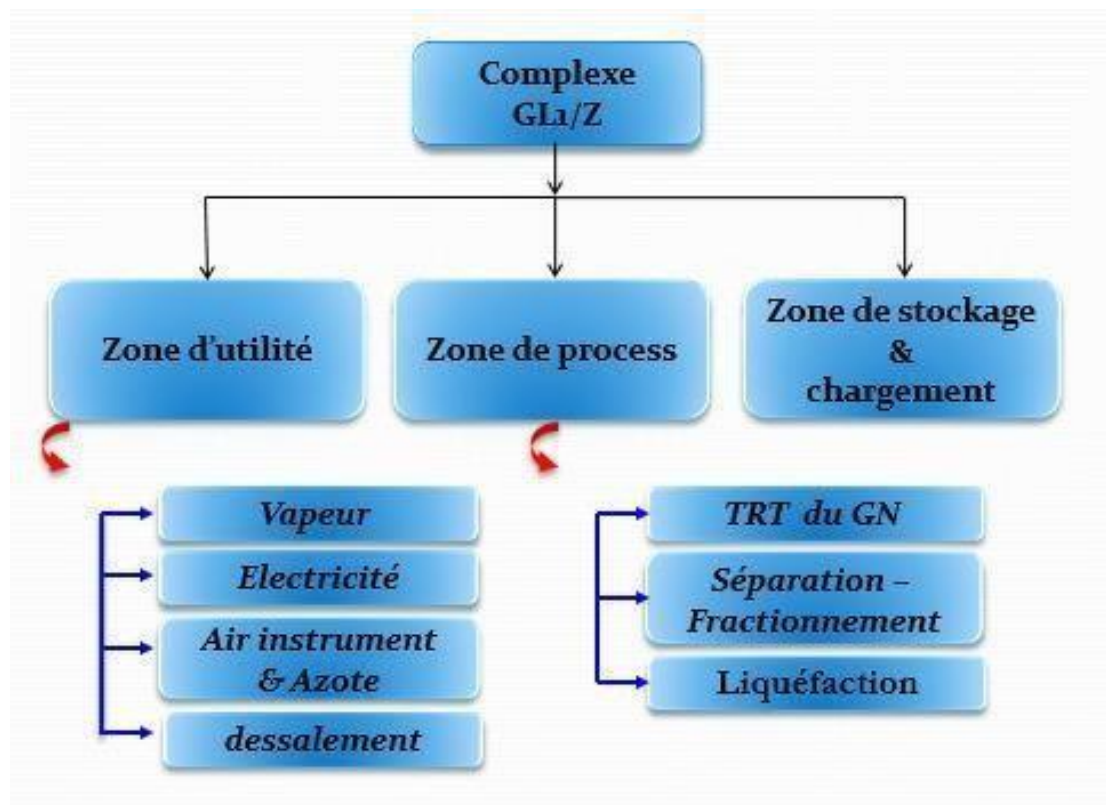 Complexe
GL1/Z
Zone d'utilité
Zone de process
Zone de stockage
&
chargement
Vapeur
Electricité
Air instrument
& Azote
dessalement
TRT du GN
Séparation –
Fractionnement
Liquéfaction